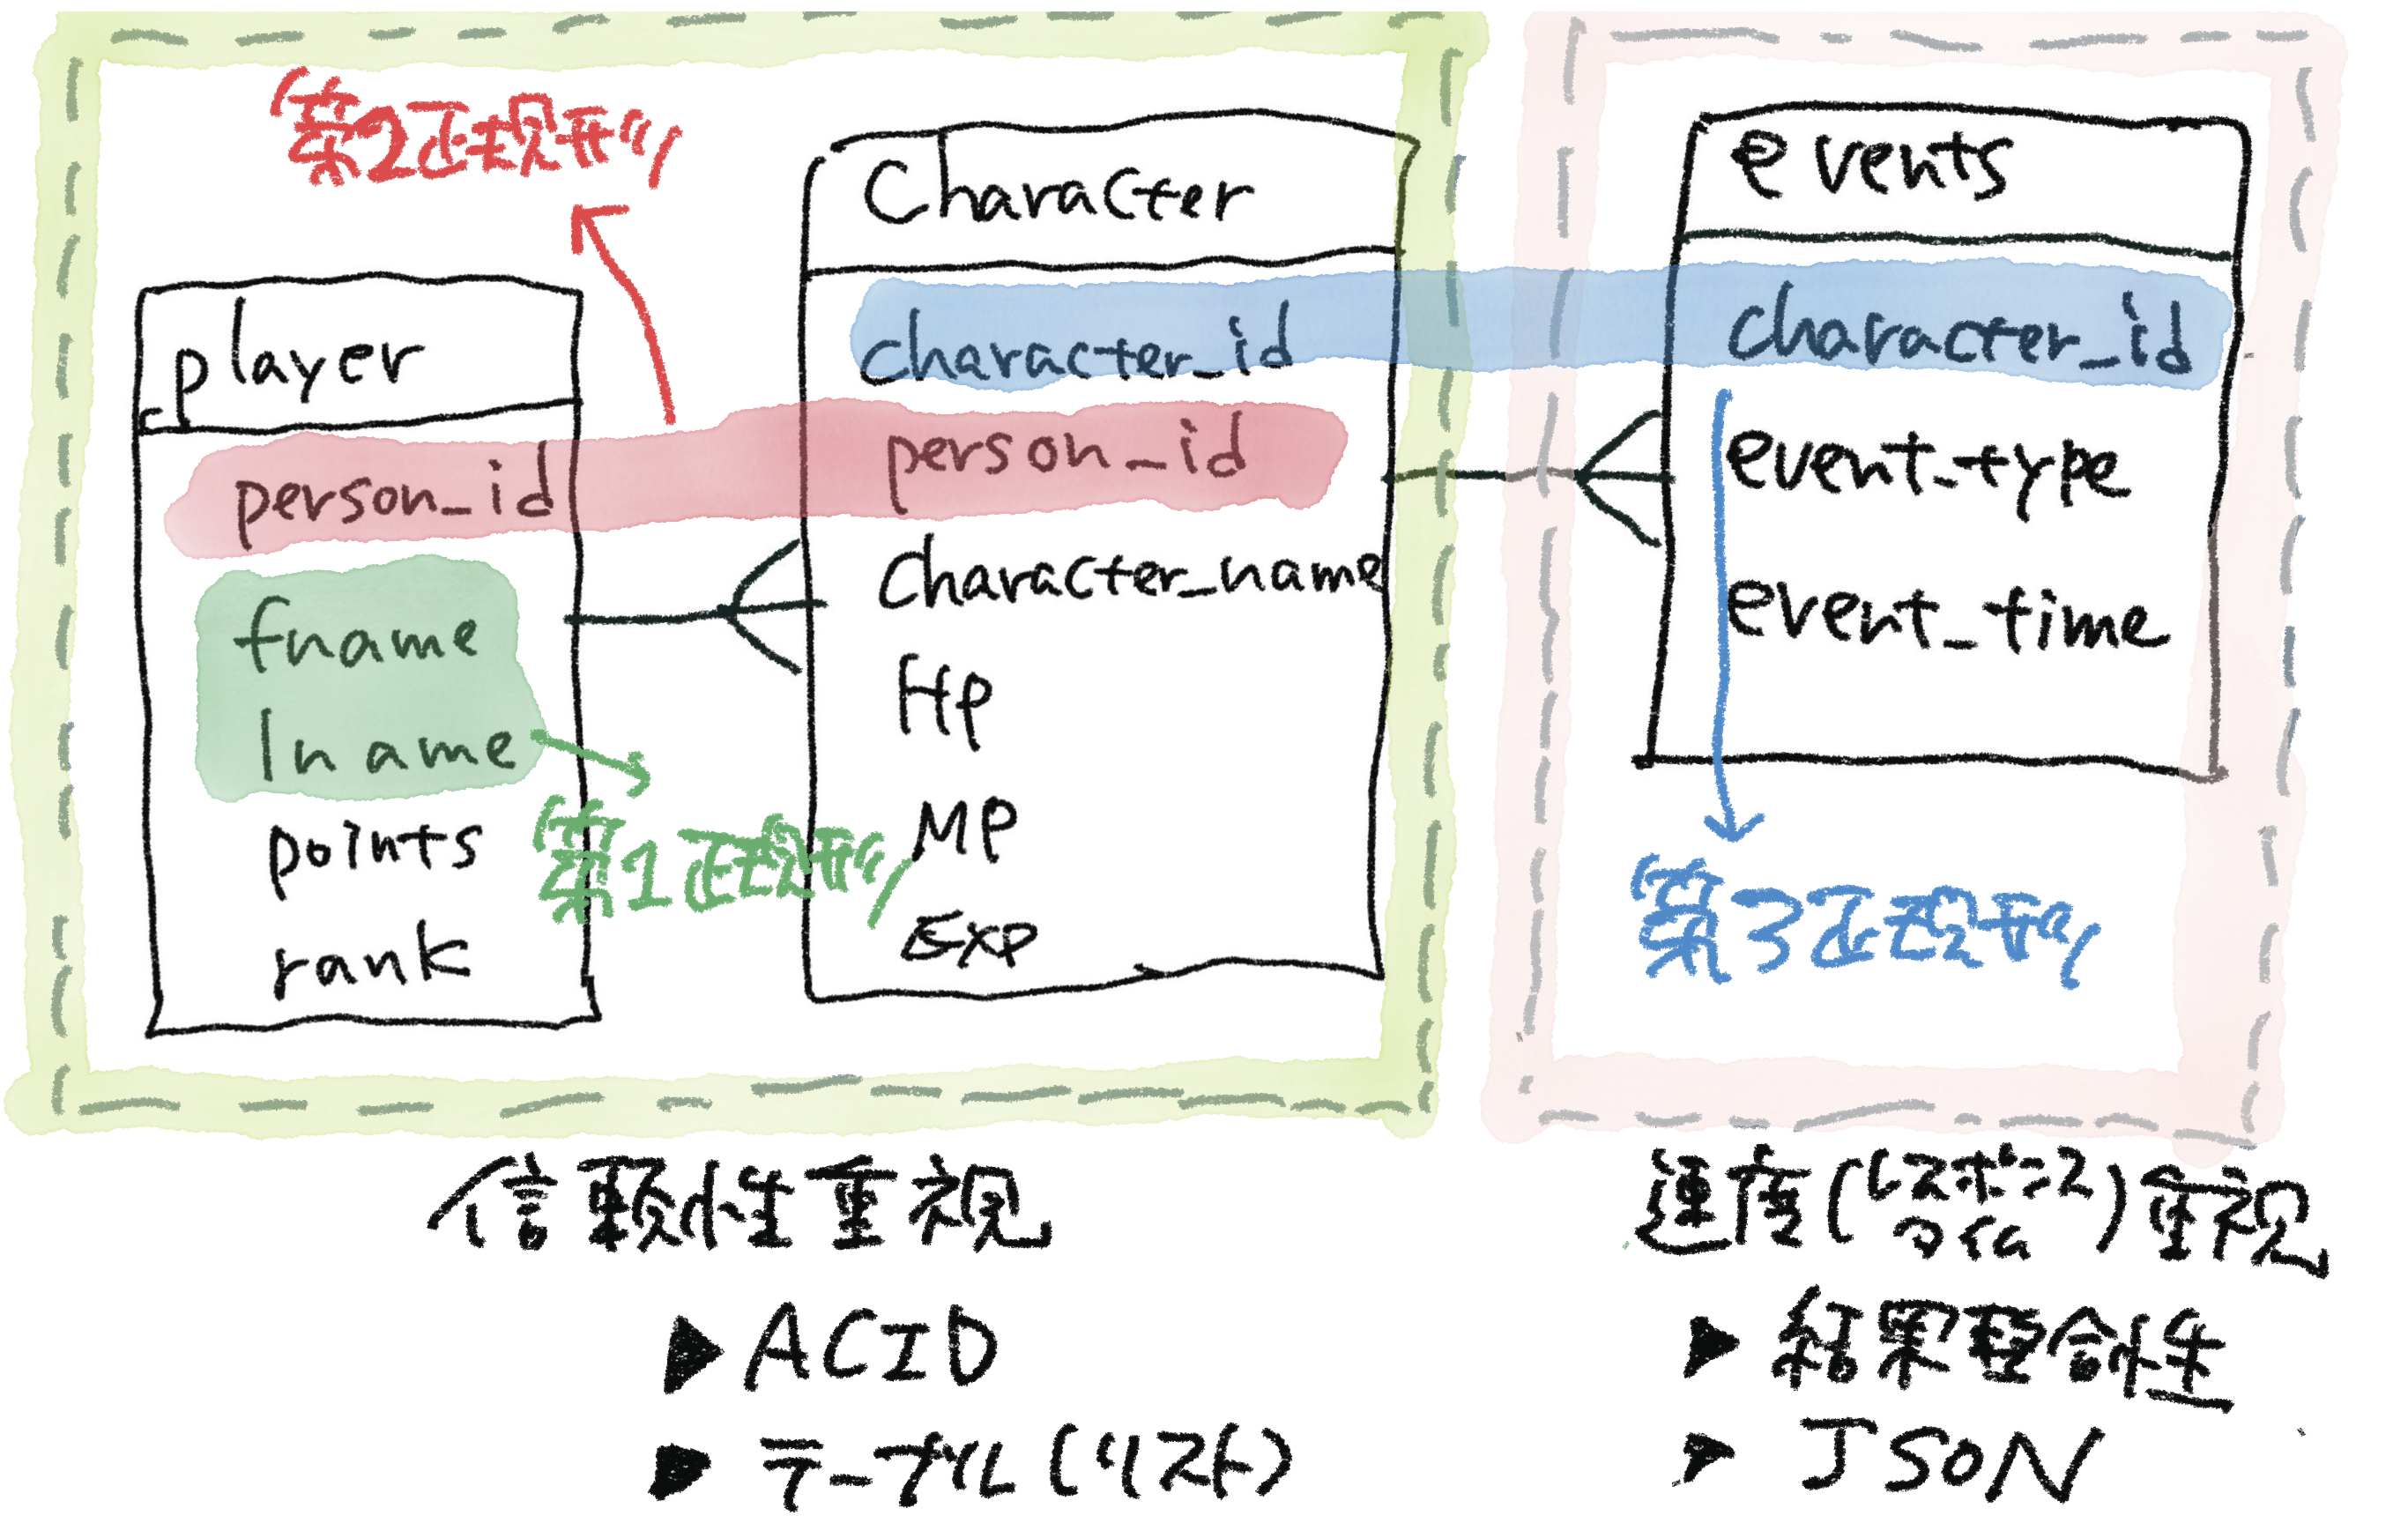 "第2正規形"
player
person_id
fname
lname
points
rank
"第1正規形"
Character
character_id
person_id
character_name
HP
MP
Exp
events
character_id
event_type
event_time
"第3正規形"
信頼性重視
▶ACID
▶テーブル(リスト)
速度(レスポンスタイム)重視
▶結果整合性
▶JSON